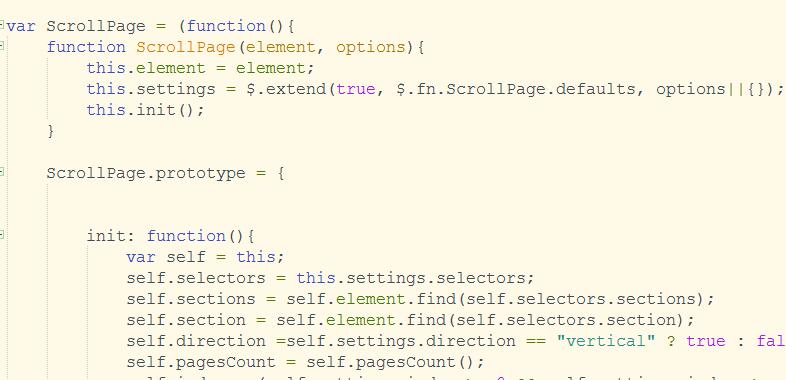 var ScrollPage = (function(){
function ScrollPage(element, options){
this.element = element;
this.settings = $.extend(true, $.fn.ScrollPage.defaults, options||{});
this.init();
}
ScrollPage.prototype = {
init: function(){
var self = this;
self.selectors = this.settings.selectors;
self.sections = self.element.find(self.selectors.sections);
self.section = self.element.find(self.selectors.section);
self.direction =self.settings.direction == "vertical" ? true : fal
self.pagesCount = self.pagesCount();